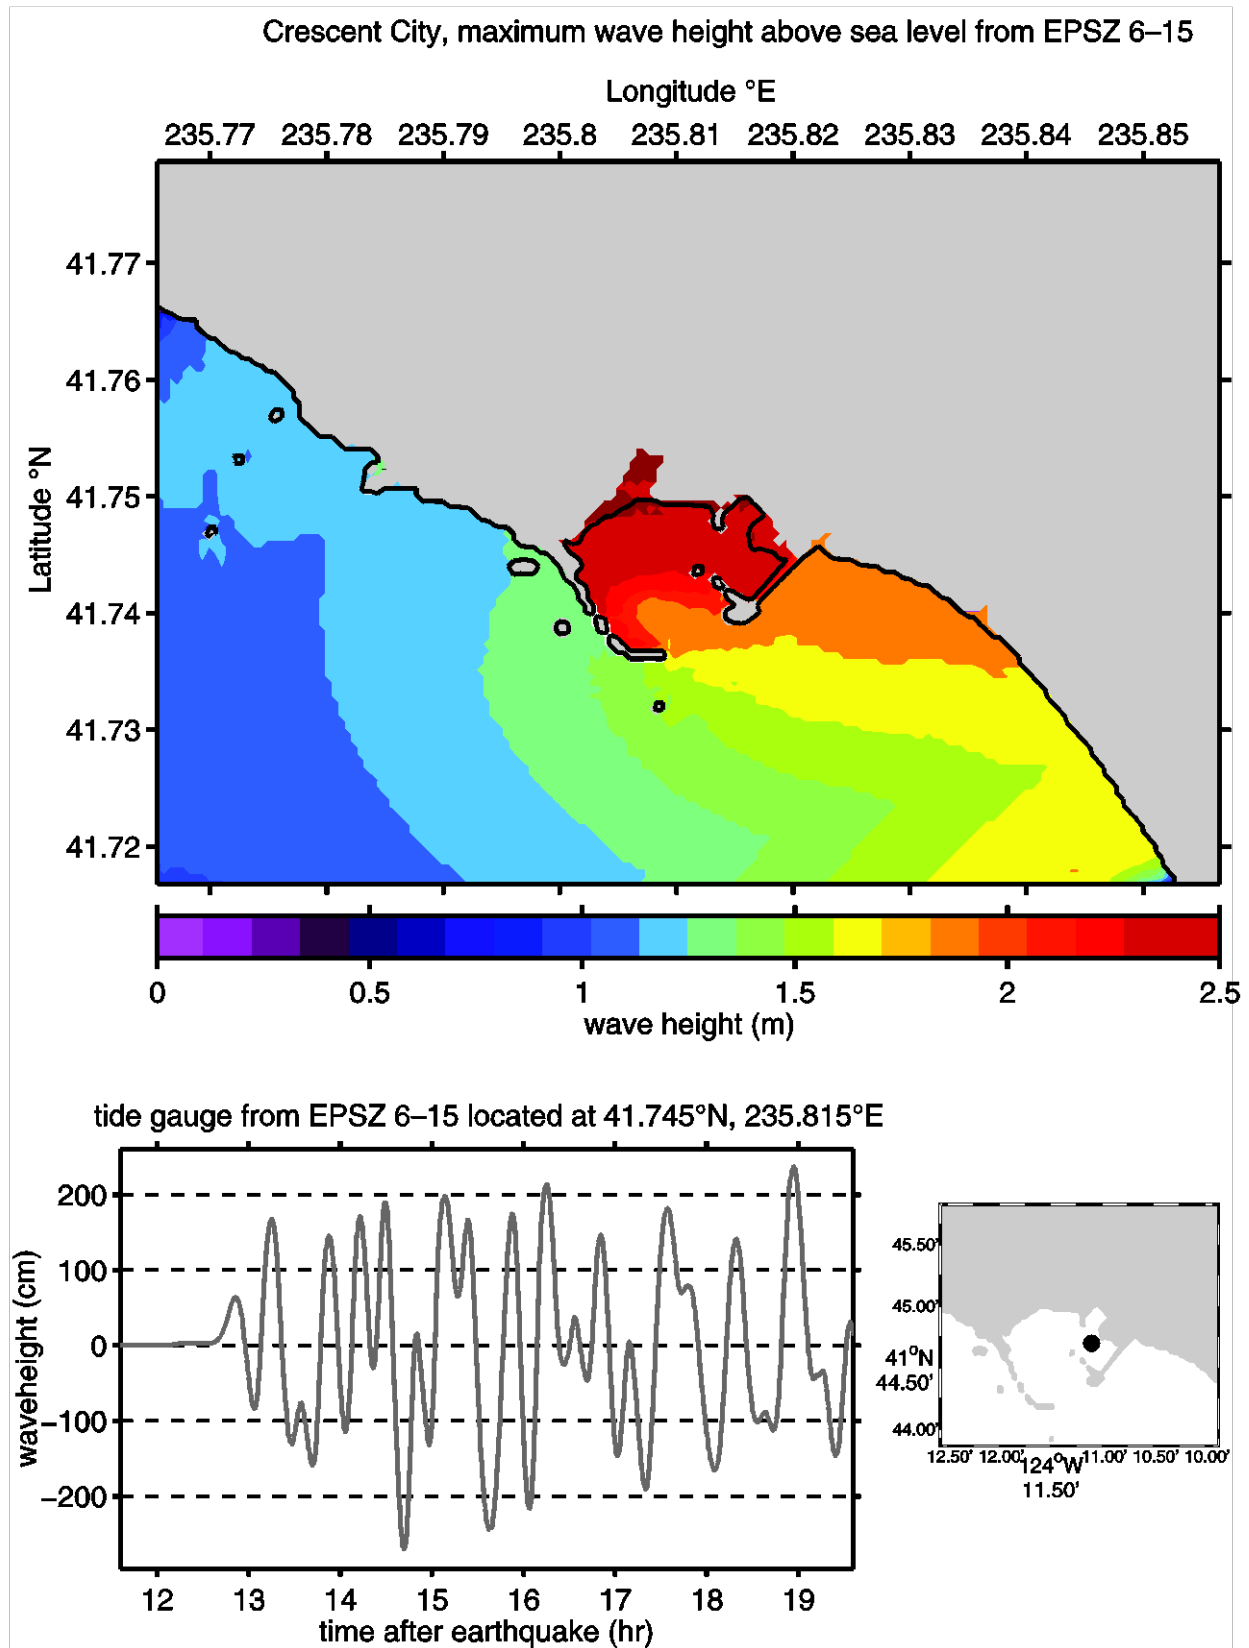 Crescent City, maximum wave height above sea level from EPSZ 6–15
Longitude °E
235.77 235.78 235.79 235.8 235.81 235.82 235.83 235.84 235.85
Latitude °N
41.77
41.76
41.75
41.74
41.73
41.72
0 0.5 1 1.5 2 2.5
wave height (m)
tide gauge from EPSZ 6–15 located at 41.745°N, 235.815°E
waveheight (cm)
200
100
0
−100
−200
12 13 14 15 16 17 18 19
time after earthquake (hr)
45.50'
45.00'
41°N
44.50'
44.00'
12.50' 12.00' 124°W 11.00' 10.50' 10.00'
11.50'